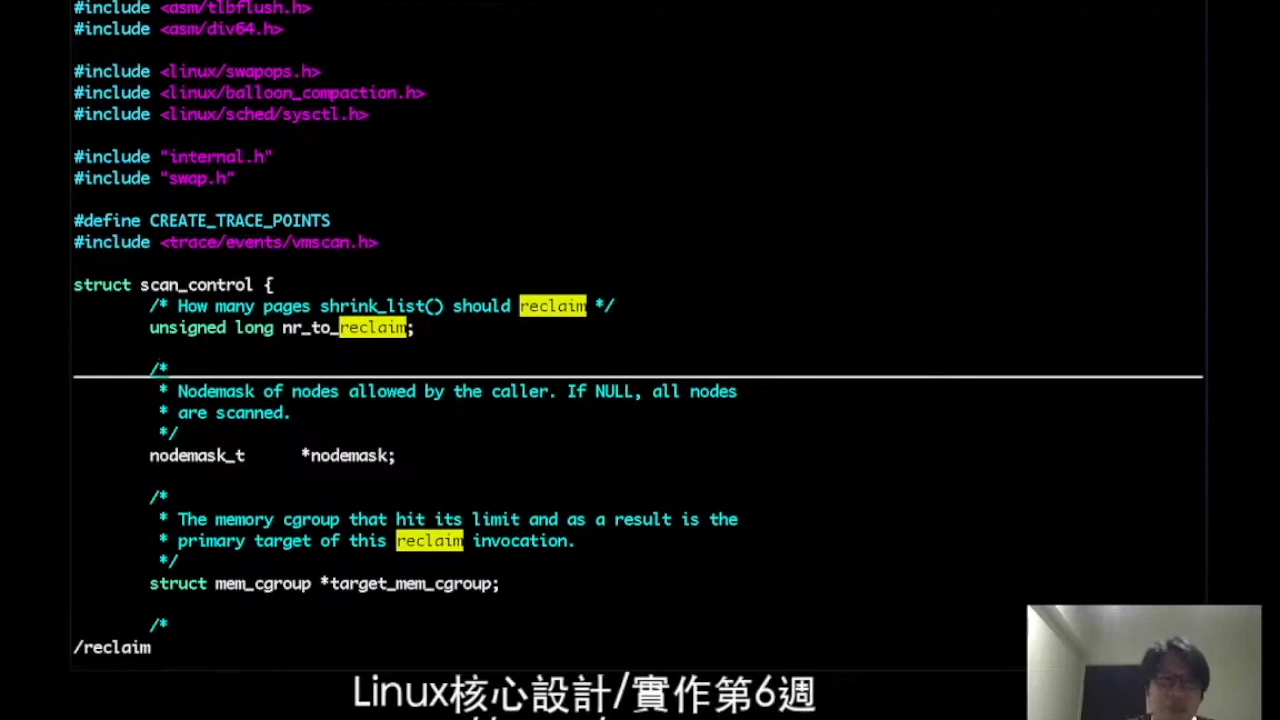 #include <asm/tlbflush.h>
#include <asm/div64.h>
#include <linux/swapops.h>
#include <linux/balloon_compaction.h>
#include <linux/sched/sysctl.h>
#include "internal.h"
#include "swap.h"
#define CREATE_TRACE_POINTS
#include <trace/events/vmscan.h>
struct scan_control {
/* How many pages shrink_list() should reclaim */
unsigned long nr_to_reclaim;
/*
* Nodemask of nodes allowed by the caller. If NULL, all nodes
* are scanned.
*/
nodemask_t *nodemask;
/*
* The memory cgroup that hit its limit and as a result is the
* primary target of this reclaim invocation.
*/
struct mem_cgroup *target_mem_cgroup;
/*
/reclaim
Linux核心設計/實作第6週